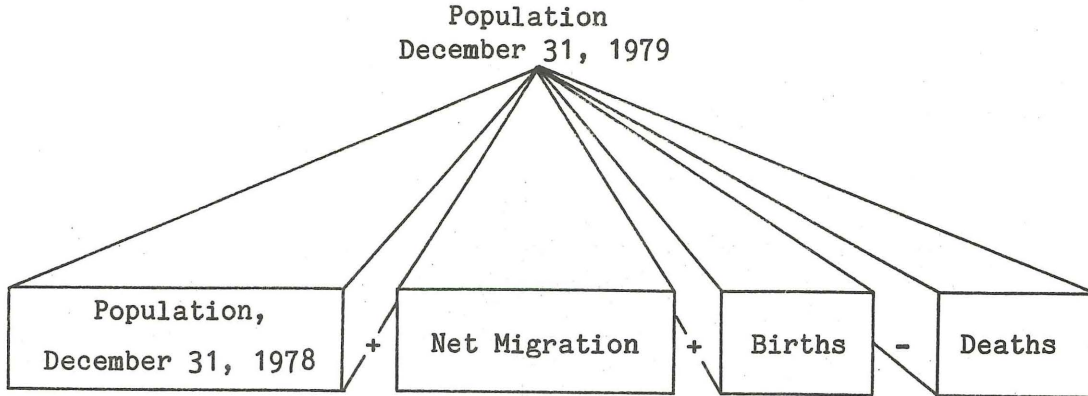 Population
December 31, 1979
Population,
December 31, 1978
+
Net Migration
+
Births
-
Deaths